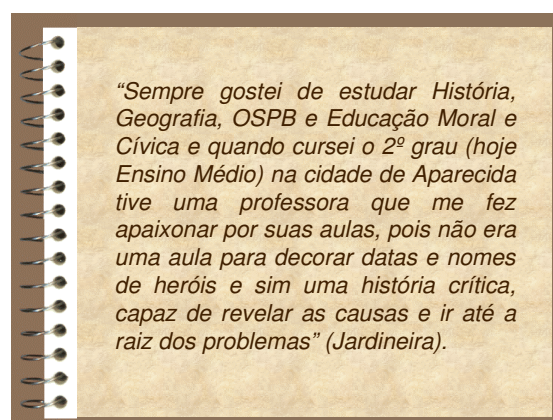 “Sempre gostei de estudar História,
Geografia, OSPB e Educação Moral e
Cívica e quando cursei o 2º grau (hoje
Ensino Médio) na cidade de Aparecida
tive uma professora que me fez
apaixonar por suas aulas, pois não era
uma aula para decorar datas e nomes
de heróis e sim uma história crítica,
capaz de revelar as causas e ir até a
raiz dos problemas” (Jardineira).